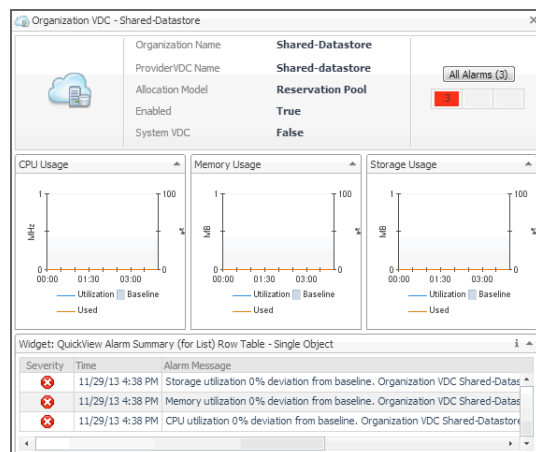 Organization VDC - Shared-Datastore
Organization Name Shared-Datastore
ProviderVDC Name Shared-datastore
Allocation Model Reservation Pool
Enabled True
System VDC False
All Alarms (3)
3
CPU Usage
1
100
MHz
%
0
0
00:00 01:30 03:00
Utilization Baseline
Used
Memory Usage
1
100
MB
%
0
0
00:00 01:30 03:00
Utilization Baseline
Used
Storage Usage
1
100
MB
%
0
0
00:00 01:30 03:00
Utilization Baseline
Used
Widget: QuickView Alarm Summary (for List) Row Table - Single Object
Severity Time Alarm Message
11/29/13 4:38 PM Storage utilization 0% deviation from baseline. Organization VDC Shared-Datas
11/29/13 4:38 PM Memory utilization 0% deviation from baseline. Organization VDC Shared-Datas
11/29/13 4:38 PM CPU utilization 0% deviation from baseline. Organization VDC Shared-Datastore